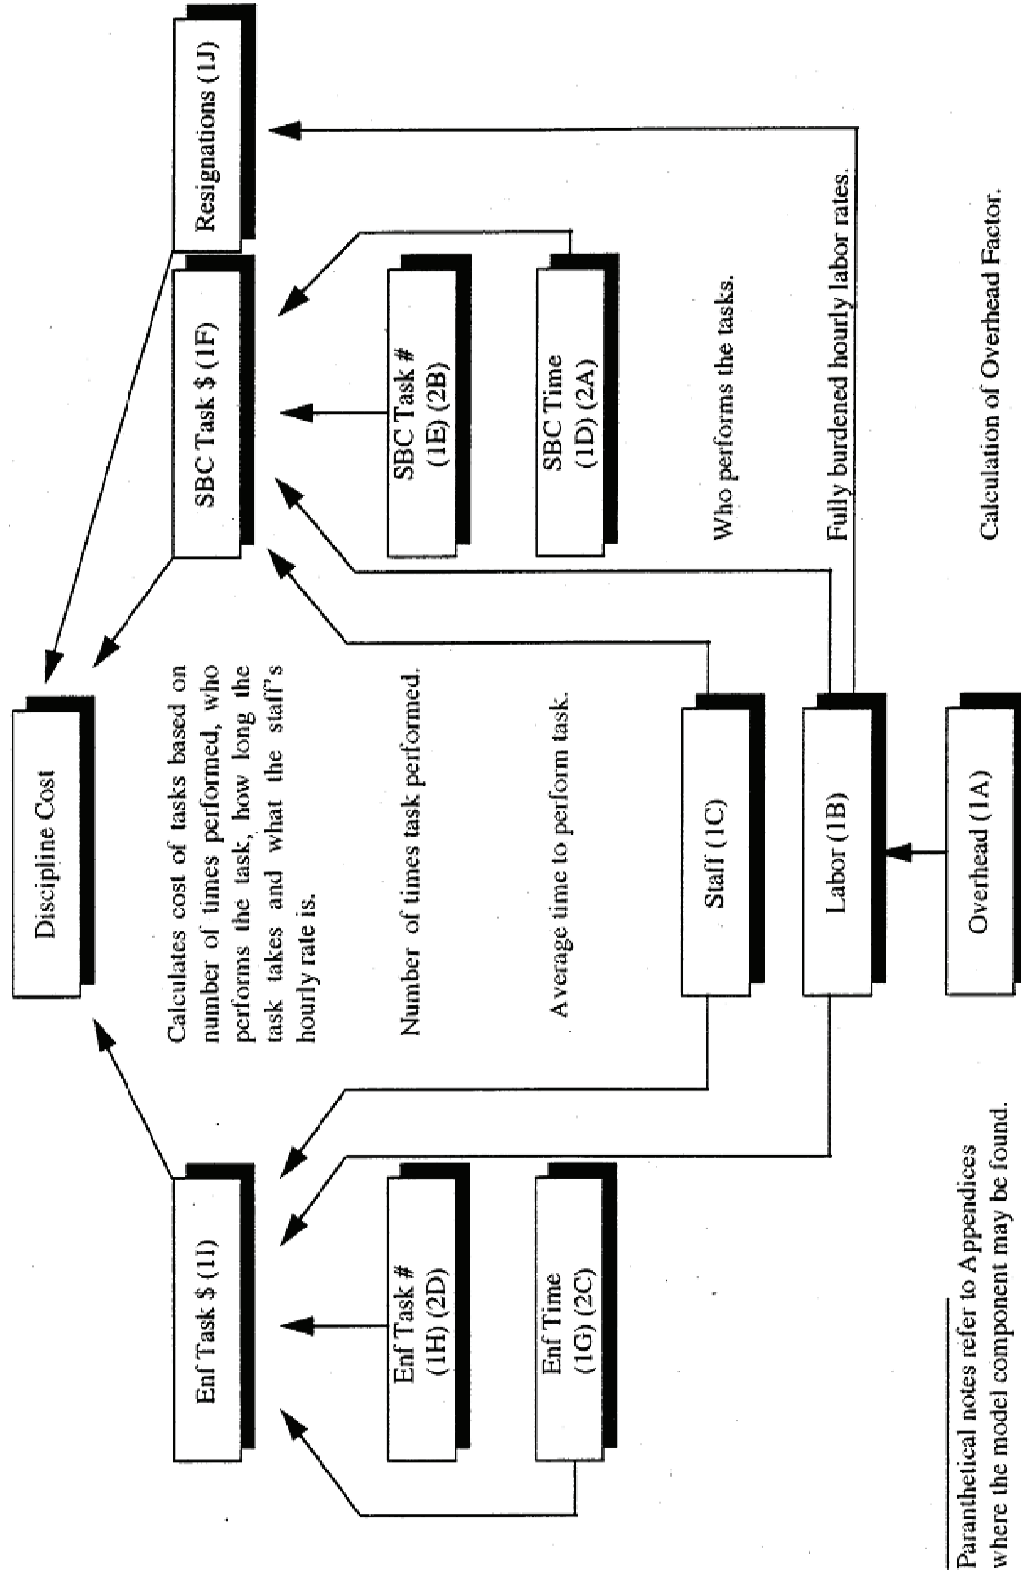 Discipline Cost
Enf Task $ (1I)
Calculates cost of tasks based on
number of times performed, who
performs the task, how long the
task takes and what the staff's
hourly rate is.
SBC Task $ (1F)
Resignations (1J)
Enf Task #
(1H) (2D)
Number of times task performed.
SBC Task #
(1E) (2B)
Enf Time
(1G) (2C)
Average time to perform task.
SBC Time
(1D) (2A)
Staff (1C)
Who performs the tasks.
Labor (1B)
Fully burdened hourly labor rates.
Overhead (1A)
Calculation of Overhead Factor.
Paranthetical notes refer to Appendices
where the model component may be found.